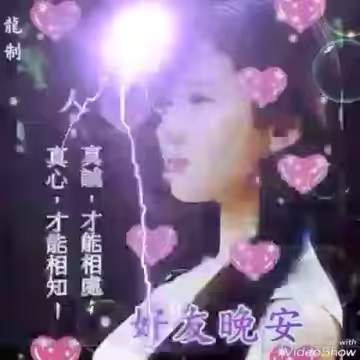 龍制
人,
真誠,才能相處,
真心,才能相知!
好友晚安
Made with
VideoShow